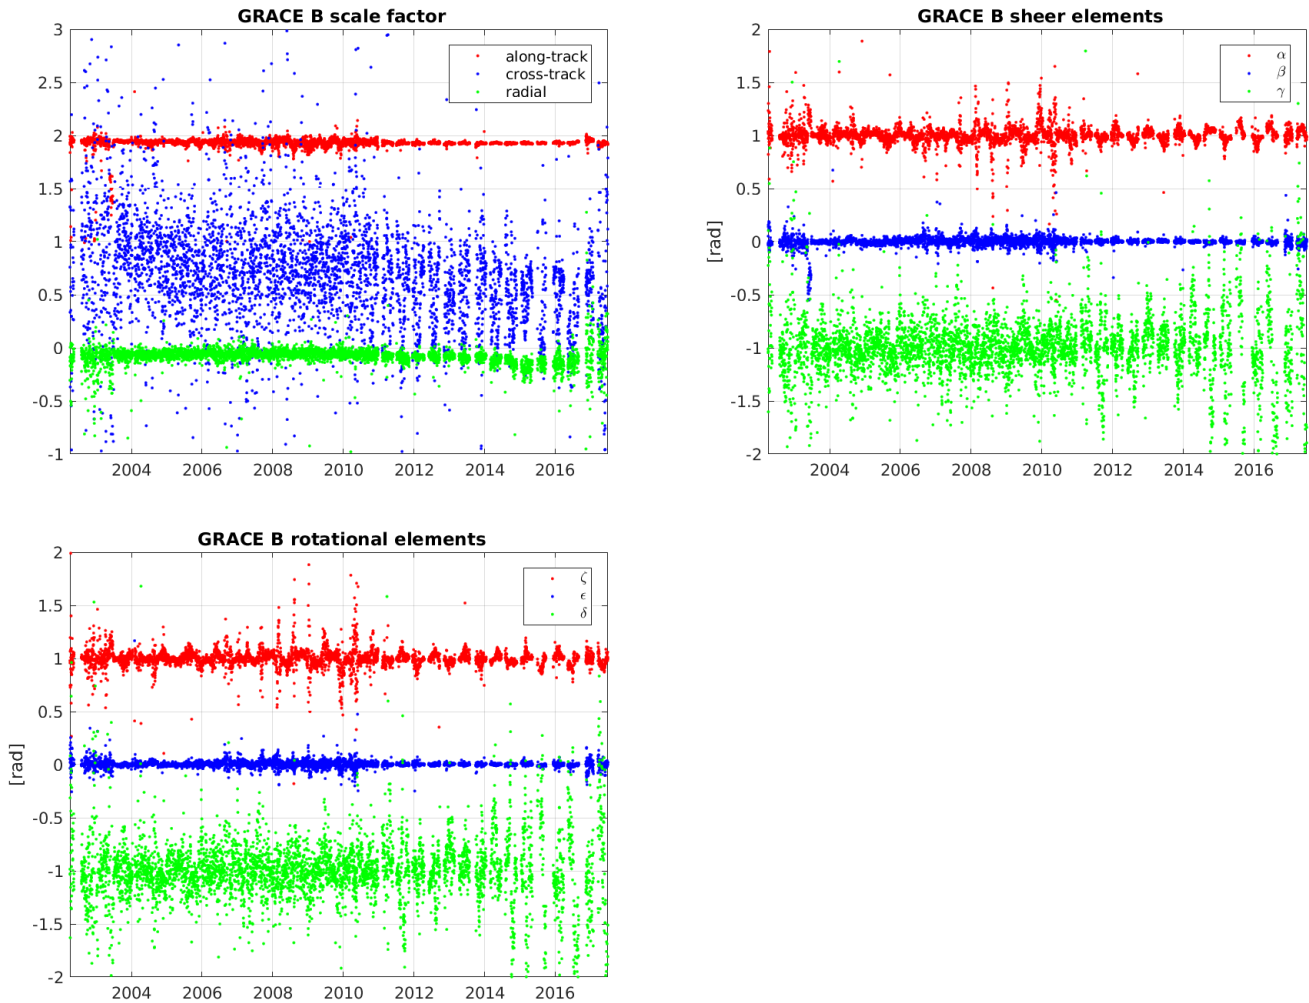 GRACE B scale factor
3
2.5
2
1.5
1
0.5
0
-0.5
-1
along-track
cross-track
radial
2004 2006 2008 2010 2012 2014 2016
GRACE B sheer elements
[rad]
2
1.5
1
0.5
0
-0.5
-1
-1.5
-2
α
β
γ
2004 2006 2008 2010 2012 2014 2016
GRACE B rotational elements
[rad]
2
1.5
1
0.5
0
-0.5
-1
-1.5
-2
ζ
ϵ
δ
2004 2006 2008 2010 2012 2014 2016